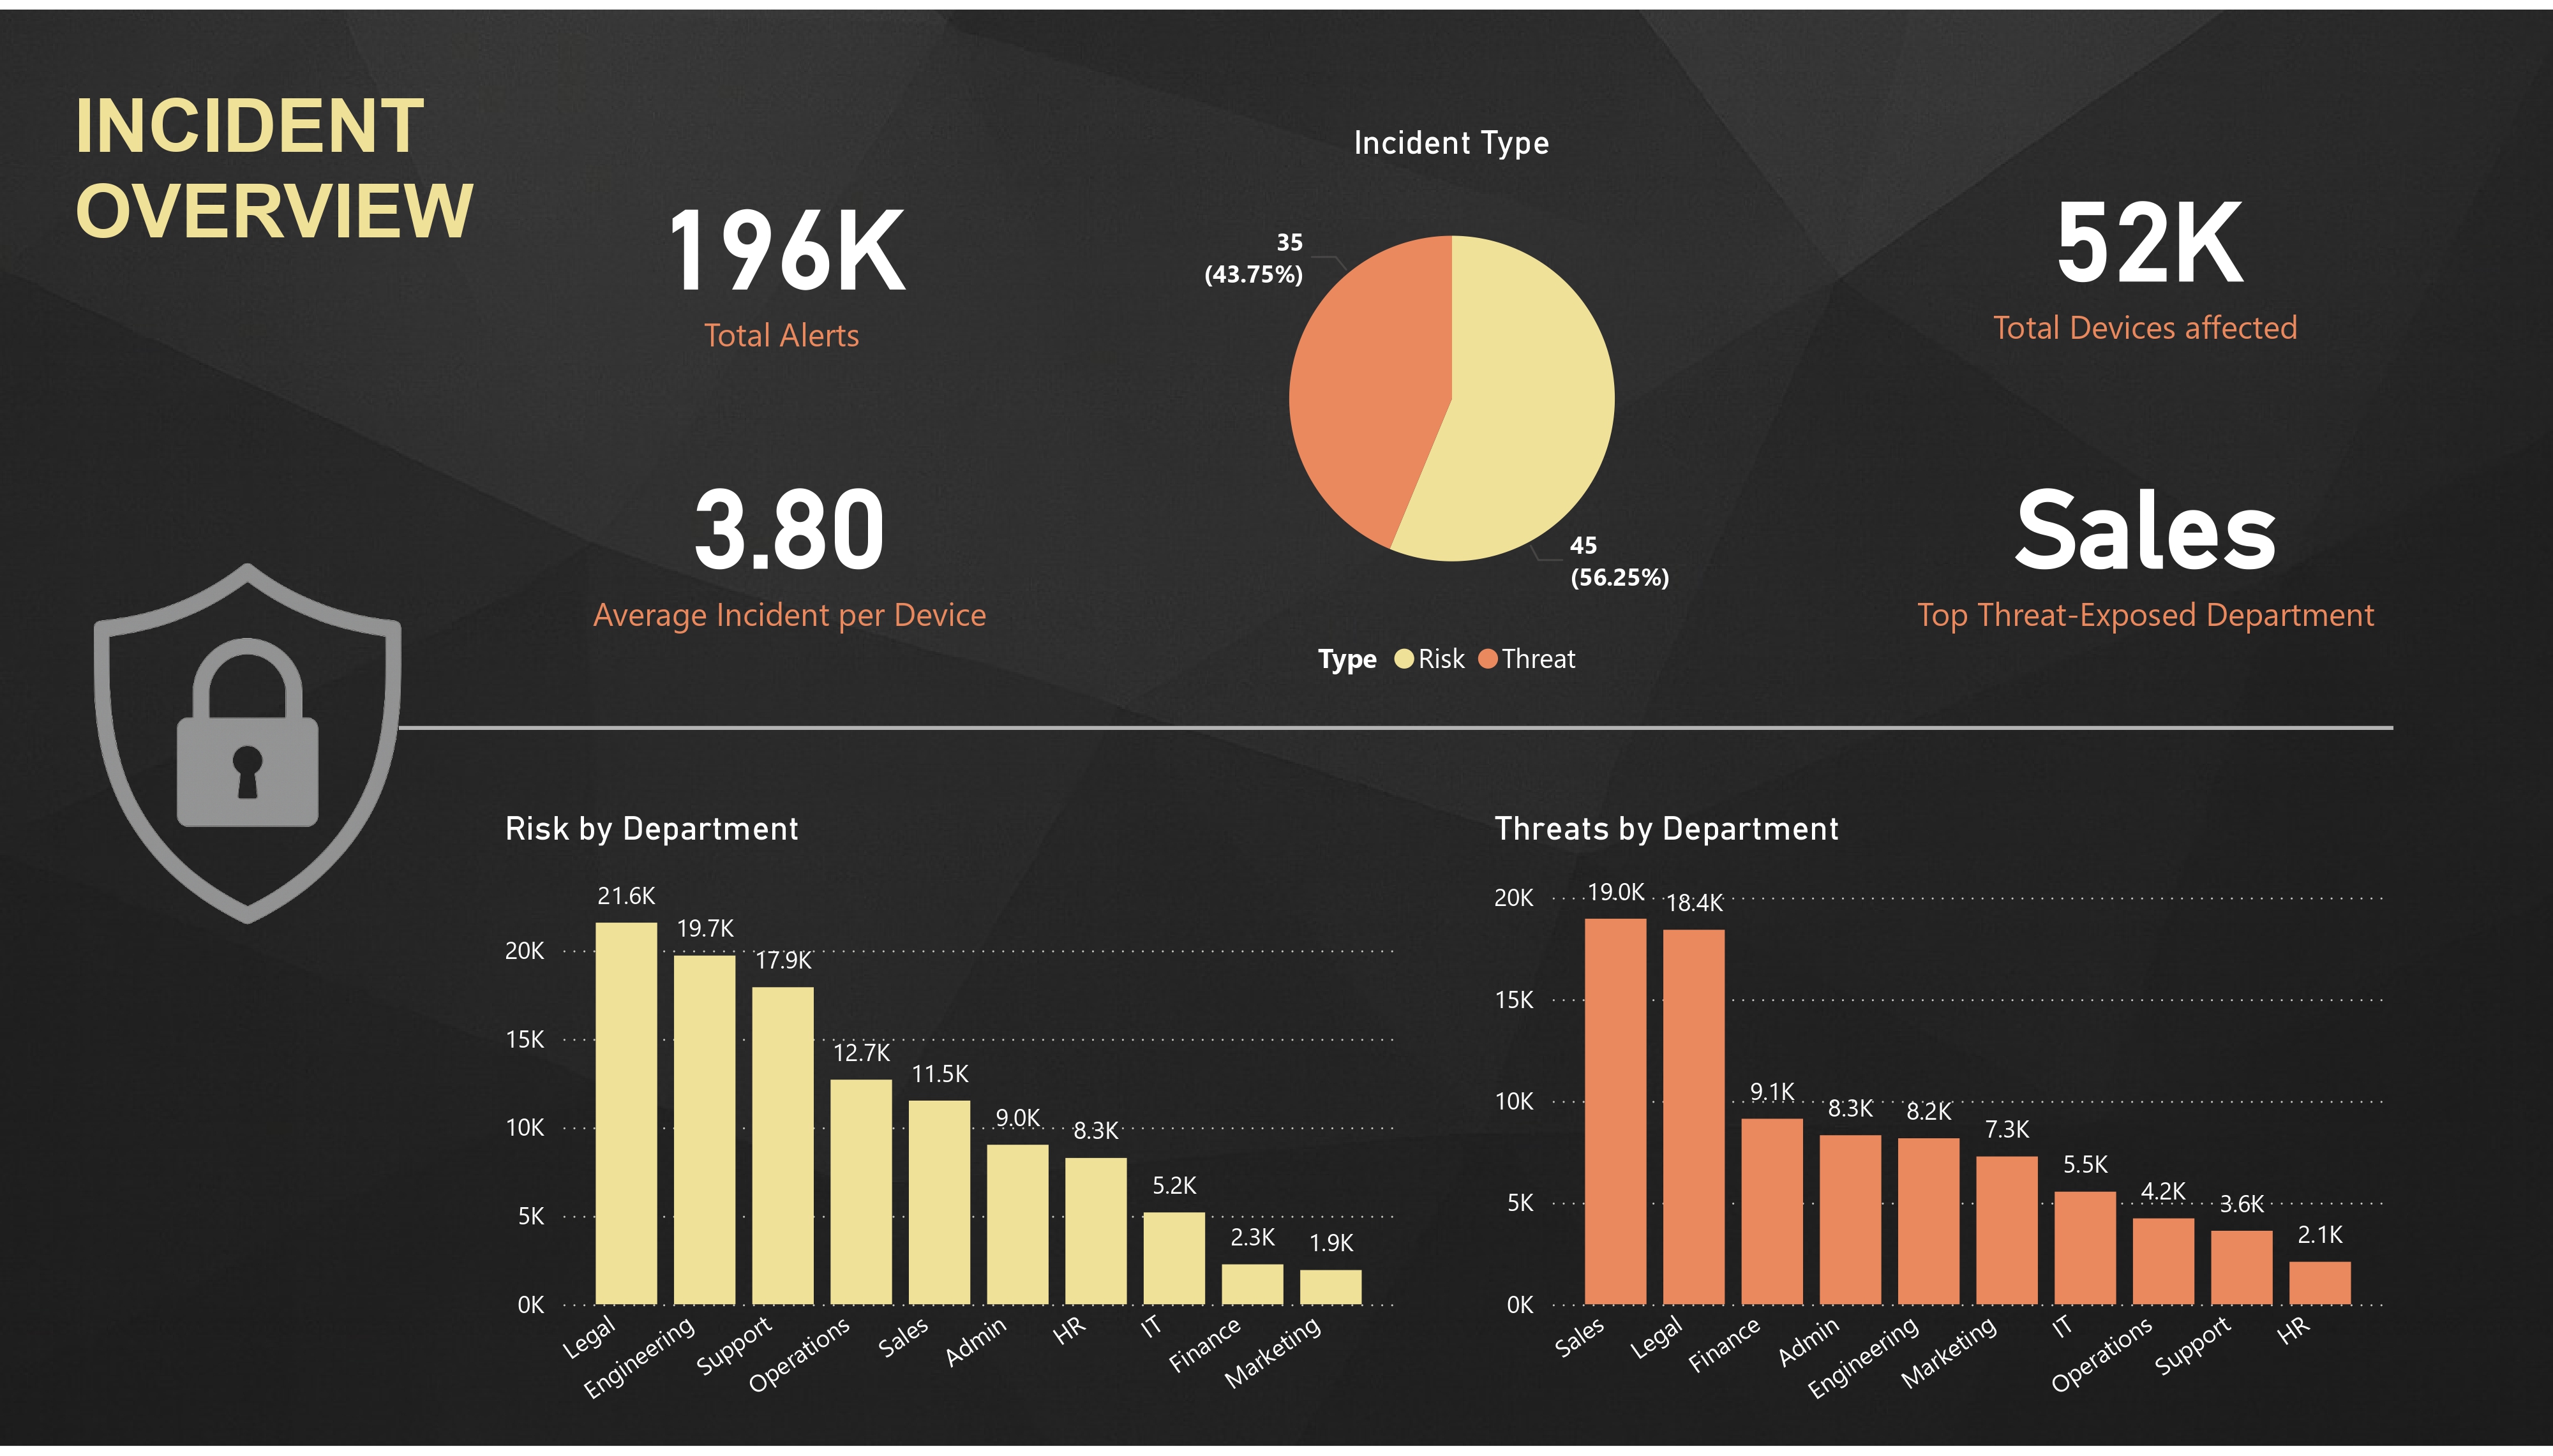 INCIDENT
OVERVIEW
196K
Total Alerts
3.80
Average Incident per Device
Incident Type
35
(43.75%)
45
(56.25%)
Type Risk Threat
52K
Total Devices affected
Sales
Top Threat-Exposed Department
Risk by Department
21.6K
19.7K
17.9K
12.7K
11.5K
9.0K
8.3K
5.2K
2.3K
1.9K
20K
15K
10K
5K
0K
Legal
Engineering
Support
Operations
Sales
Admin
HR
IT
Finance
Marketing
Threats by Department
19.0K
18.4K
9.1K
8.3K
8.2K
7.3K
5.5K
4.2K
3.6K
2.1K
20K
15K
10K
5K
0K
Sales
Legal
Finance
Admin
Engineering
Marketing
IT
Operations
Support
HR